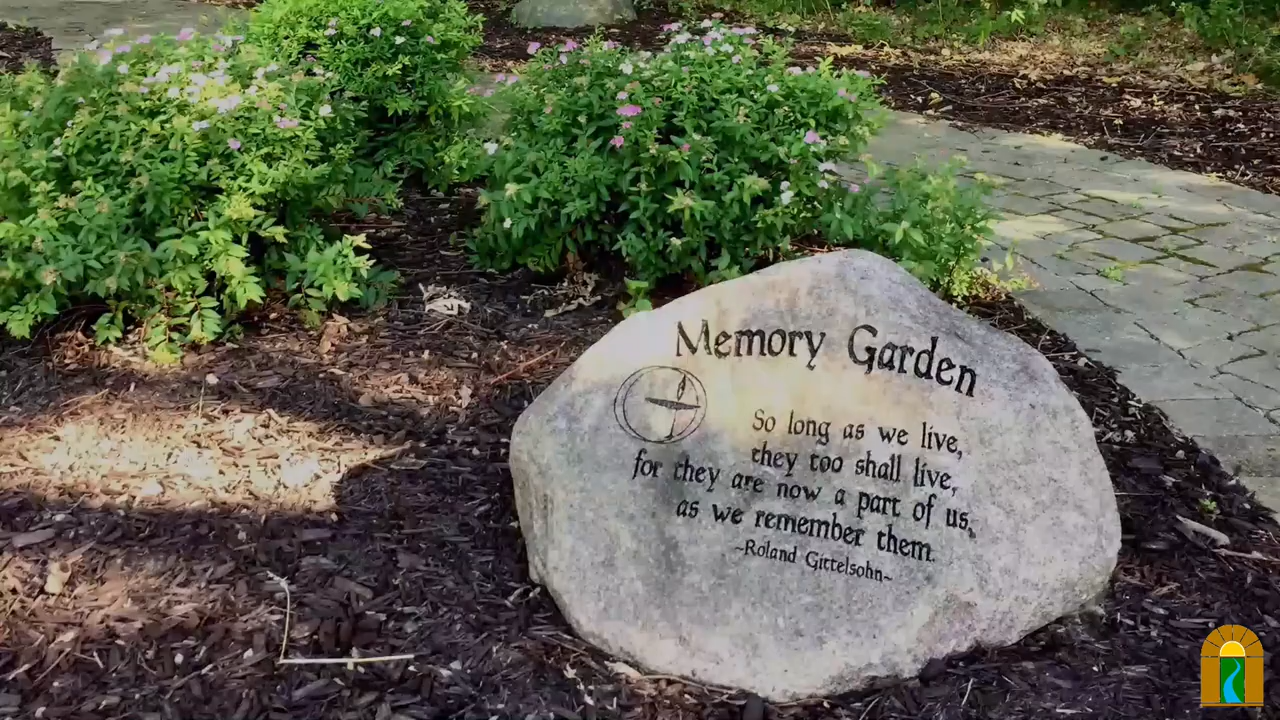 Memory Garden
So long as we live,
they too shall live,
for they are now a part of us,
as we remember them.
~Roland Gittelsohn~